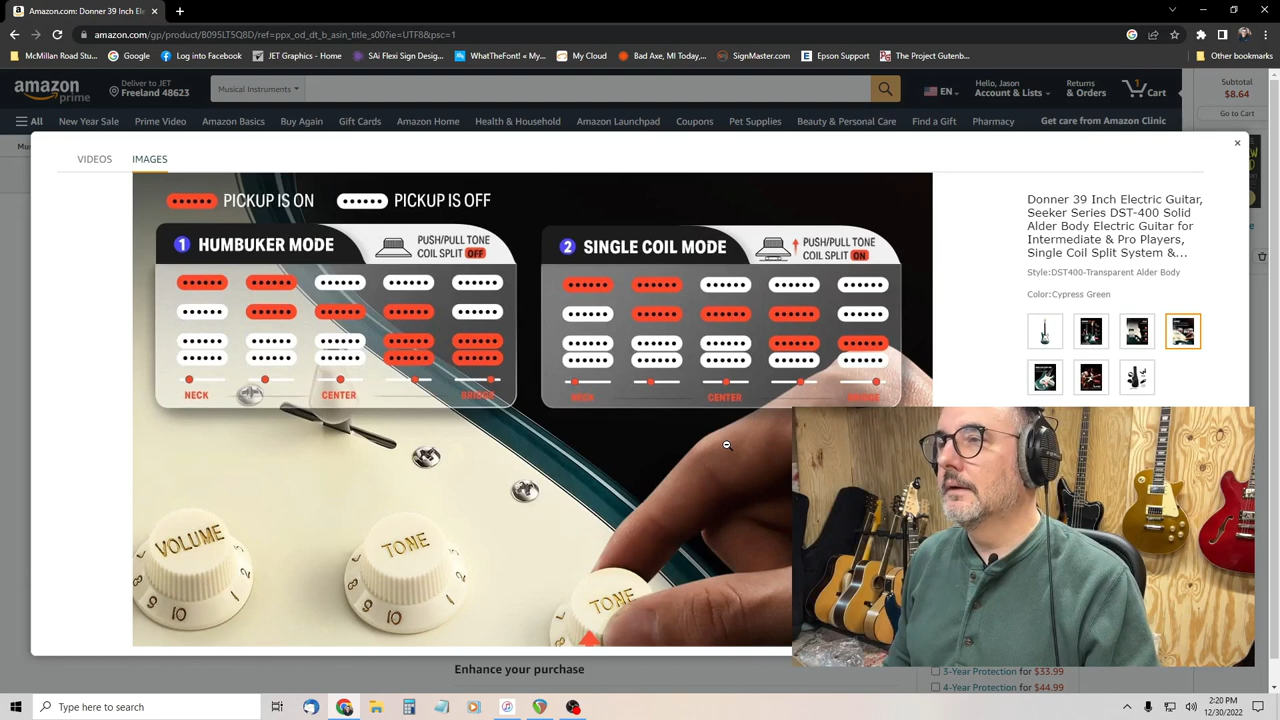 Amazon.com: Donner 39 Inch Ele
amazon.com/gp/product/B095LT5Q8D/ref=ppx_od_dt_b_asin_title_s00?ie=UTF8&psc=1
McMillan Road Stu...
Google
Log into Facebook
JET Graphics - Home
SAi Flexi Sign Desig...
WhatTheFont! « My...
My Cloud
Bad Axe, MI Today,...
SignMaster.com
Epson Support
The Project Gutenb...
Other bookmarks
amazon
prime
Deliver to JET
Freeland 48623
Musical Instruments
EN
Hello, Jason
Account & Lists
Returns
& Orders
1
Cart
Subtotal
$8.64
Go to Cart
All
New Year Sale
Prime Video
Amazon Basics
Buy Again
Gift Cards
Amazon Home
Health & Household
Amazon Launchpad
Coupons
Pet Supplies
Beauty & Personal Care
Find a Gift
Pharmacy
Get care from Amazon Clinic
Mus
VIDEOS
IMAGES
PICKUP IS ON
PICKUP IS OFF
1 HUMBUKER MODE
PUSH/PULL TONE
COIL SPLIT OFF
NECK
CENTER
BRIDGE
2 SINGLE COIL MODE
PUSH/PULL TONE
COIL SPLIT ON
NECK
CENTER
BRIDGE
VOLUME
TONE
TONE
Donner 39 Inch Electric Guitar,
Seeker Series DST-400 Solid
Alder Body Electric Guitar for
Intermediate & Pro Players,
Single Coil Split System &...
Style:DST400-Transparent Alder Body
Color:Cypress Green
Enhance your purchase
3-Year Protection for $33.99
4-Year Protection for $44.99
Type here to search
2:20 PM
12/30/2022